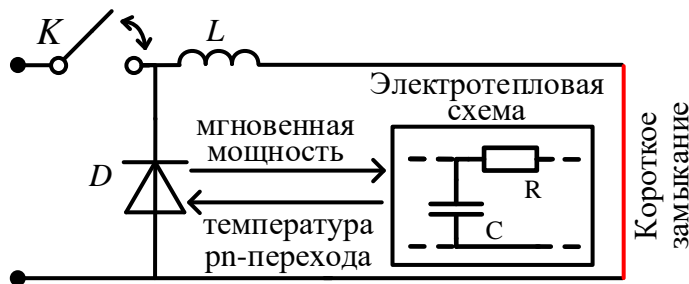 K
L
Электротепловая
схема
мгновенная
мощность
D
R
C
температура
pn-перехода
Короткое
замыкание